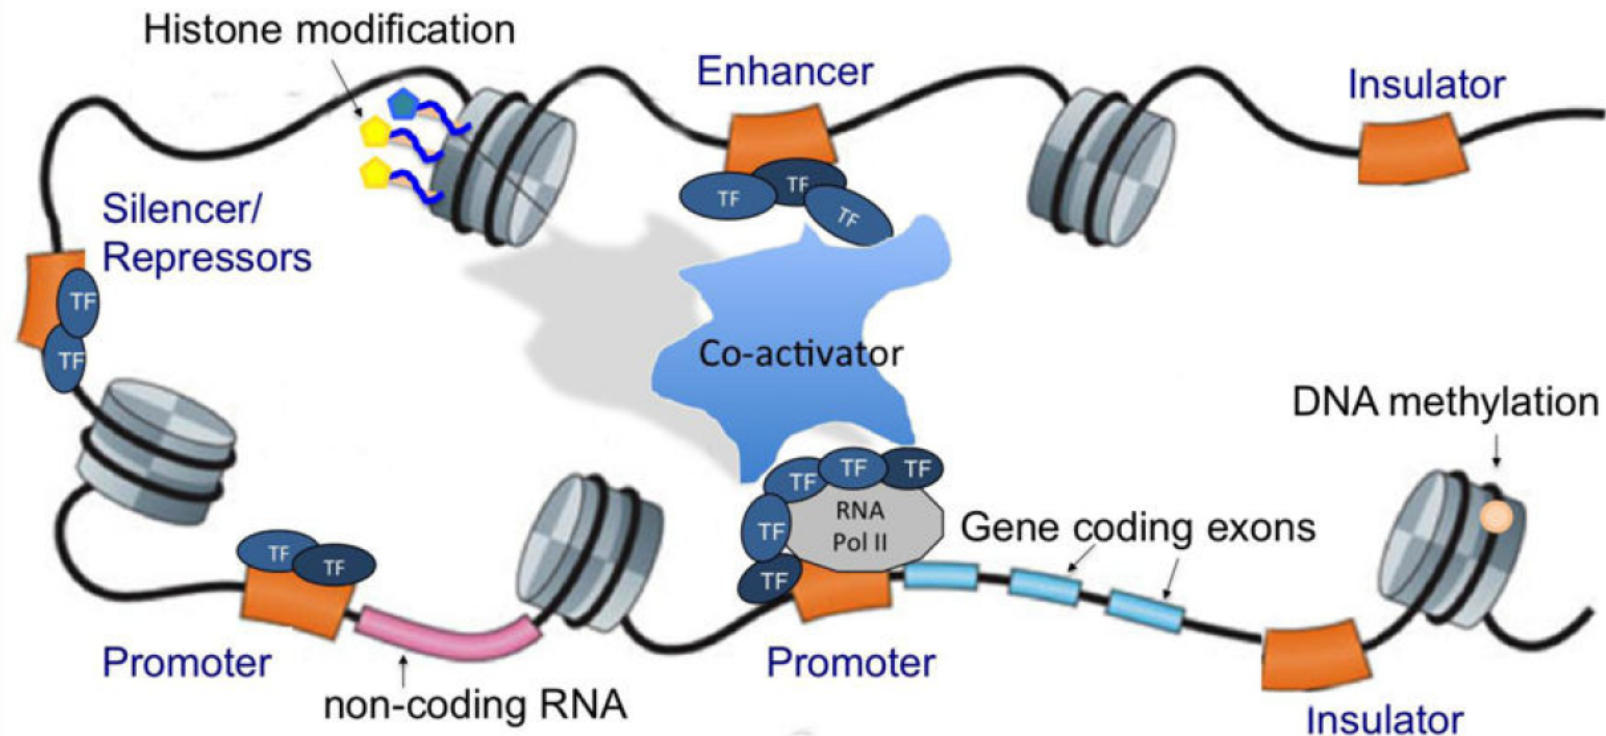 Histone modification
Enhancer
Insulator
TF
TF
TF
Silencer/
Repressors
TF
TF
Co-activator
DNA methylation
TF
TF
TF
TF
RNA
Pol II
Gene coding exons
TF
TF
TF
Promoter
Promoter
non-coding RNA
Insulator